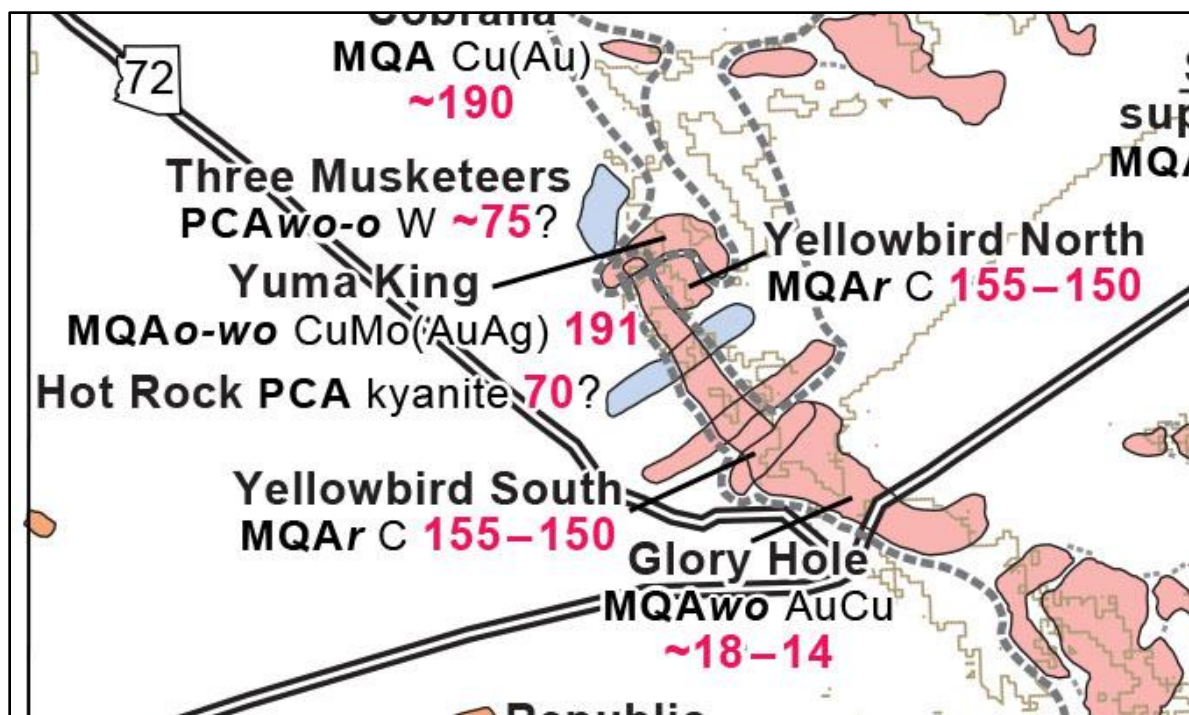 MQA Cu(Au)
~190
72
Three Musketeers
PCAwo-o W ~75?
Yuma King
MQAo-wo CuMo(AuAg) 191
Hot Rock PCA kyanite 70?
Yellowbird North
MQAr C 155–150
Yellowbird South
MQAr C 155–150
Glory Hole
MQAwo AuCu
~18–14